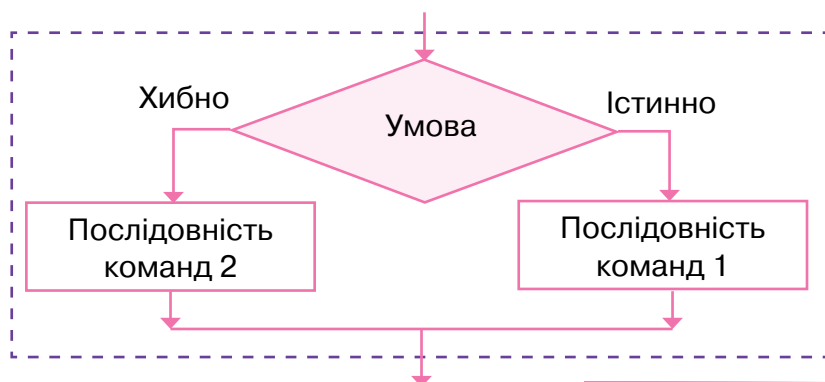 Хибно
Умова
Істинно
Послідовність
команд 2
Послідовність
команд 1